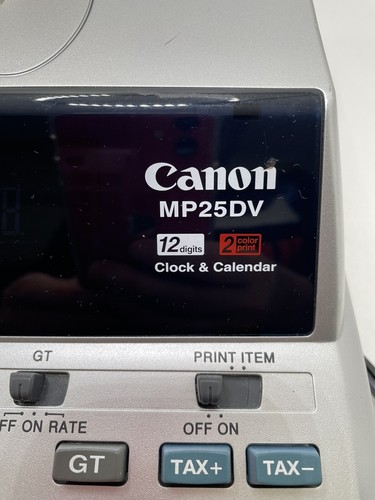 Canon
MP25DV
12 digits 2 color print
Clock & Calendar
GT PRINT ITEM
FF ON RATE OFF ON
GT TAX+ TAX−